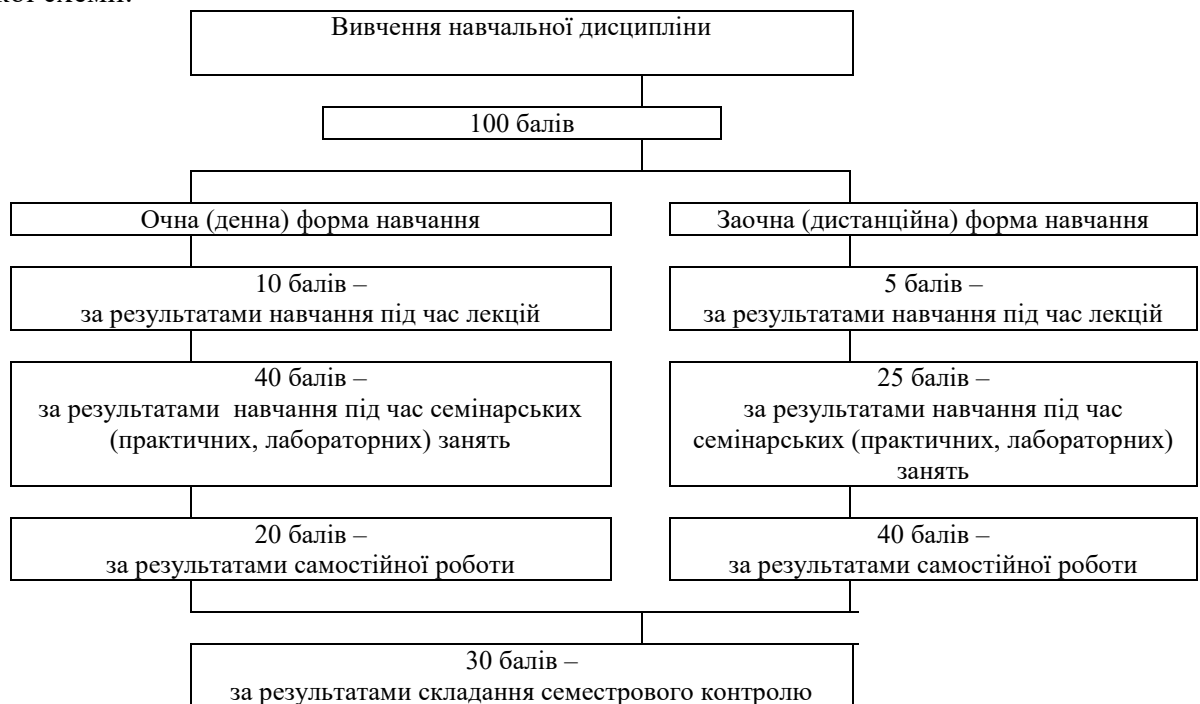 кої схеми:
Вивчення навчальної дисципліни
100 балів
Очна (денна) форма навчання
Заочна (дистанційна) форма навчання
10 балів –
за результатами навчання під час лекцій
5 балів –
за результатами навчання під час лекцій
40 балів –
за результатами навчання під час семінарських
(практичних, лабораторних) занять
25 балів –
за результатами навчання під час
семінарських (практичних, лабораторних)
занять
20 балів –
за результатами самостійної роботи
40 балів –
за результатами самостійної роботи
30 балів –
за результатами складання семестрового контролю